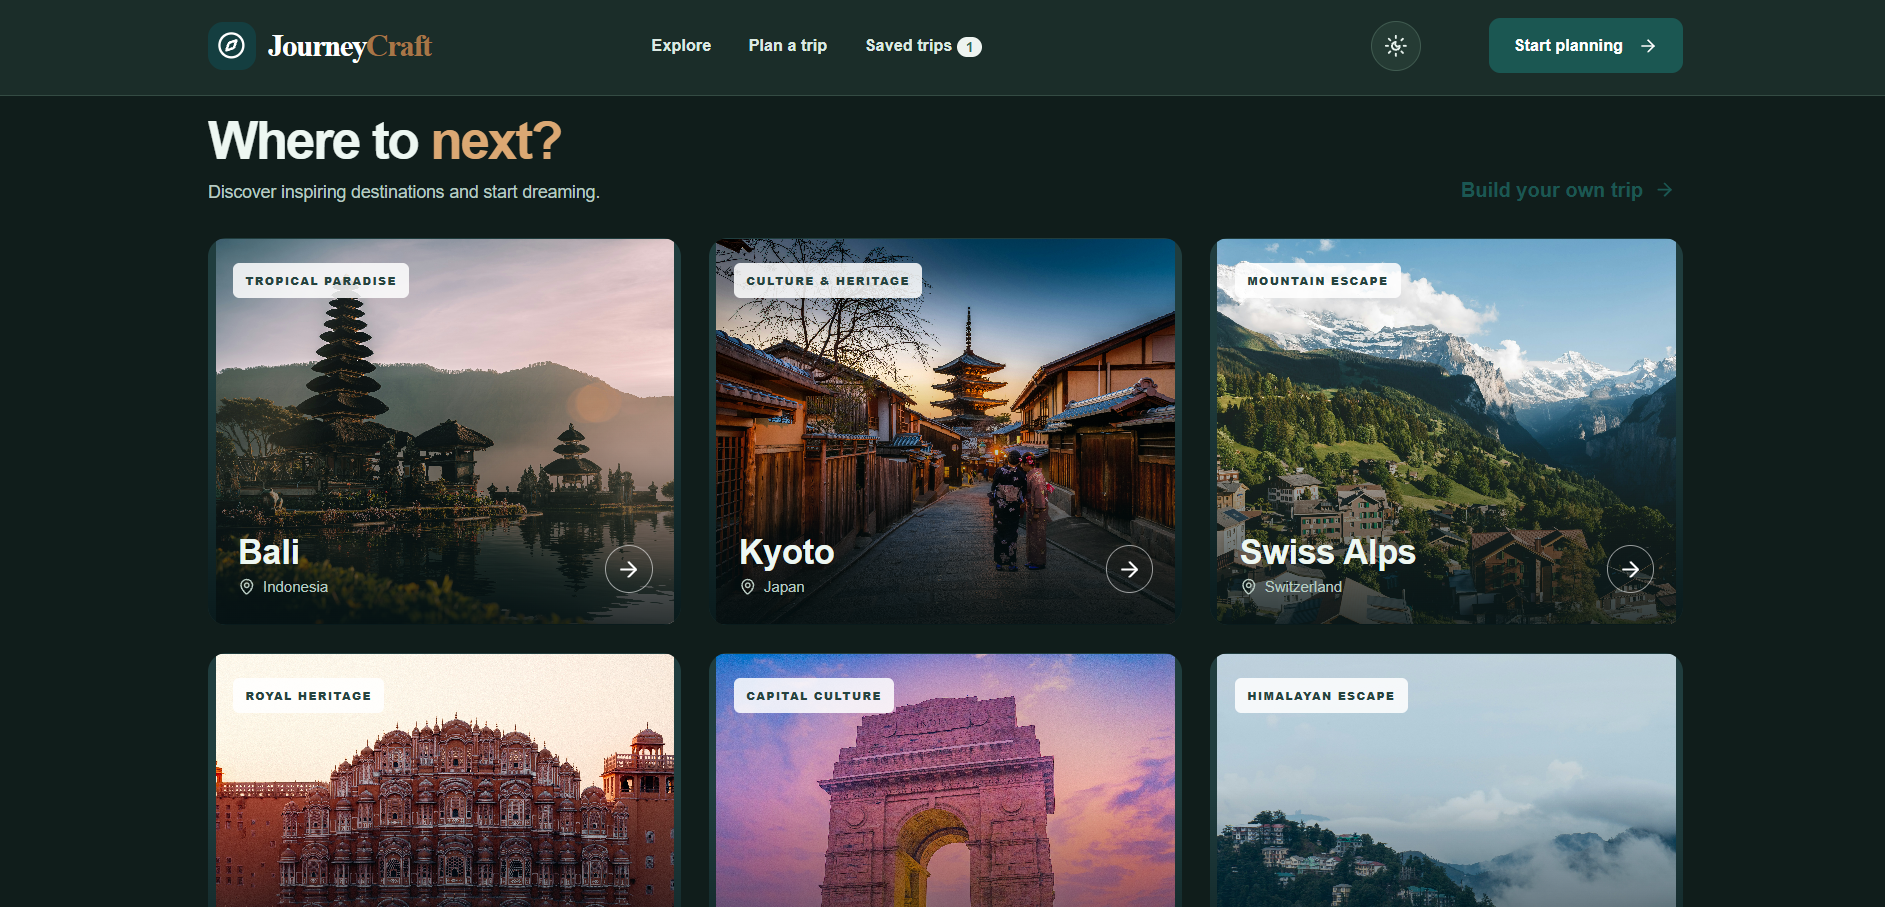 JourneyCraft
Explore
Plan a trip
Saved trips 1
Start planning
Where to next?
Discover inspiring destinations and start dreaming.
Build your own trip
TROPICAL PARADISE
CULTURE & HERITAGE
MOUNTAIN ESCAPE
Bali
Indonesia
Kyoto
Japan
Swiss Alps
Switzerland
ROYAL HERITAGE
CAPITAL CULTURE
HIMALAYAN ESCAPE